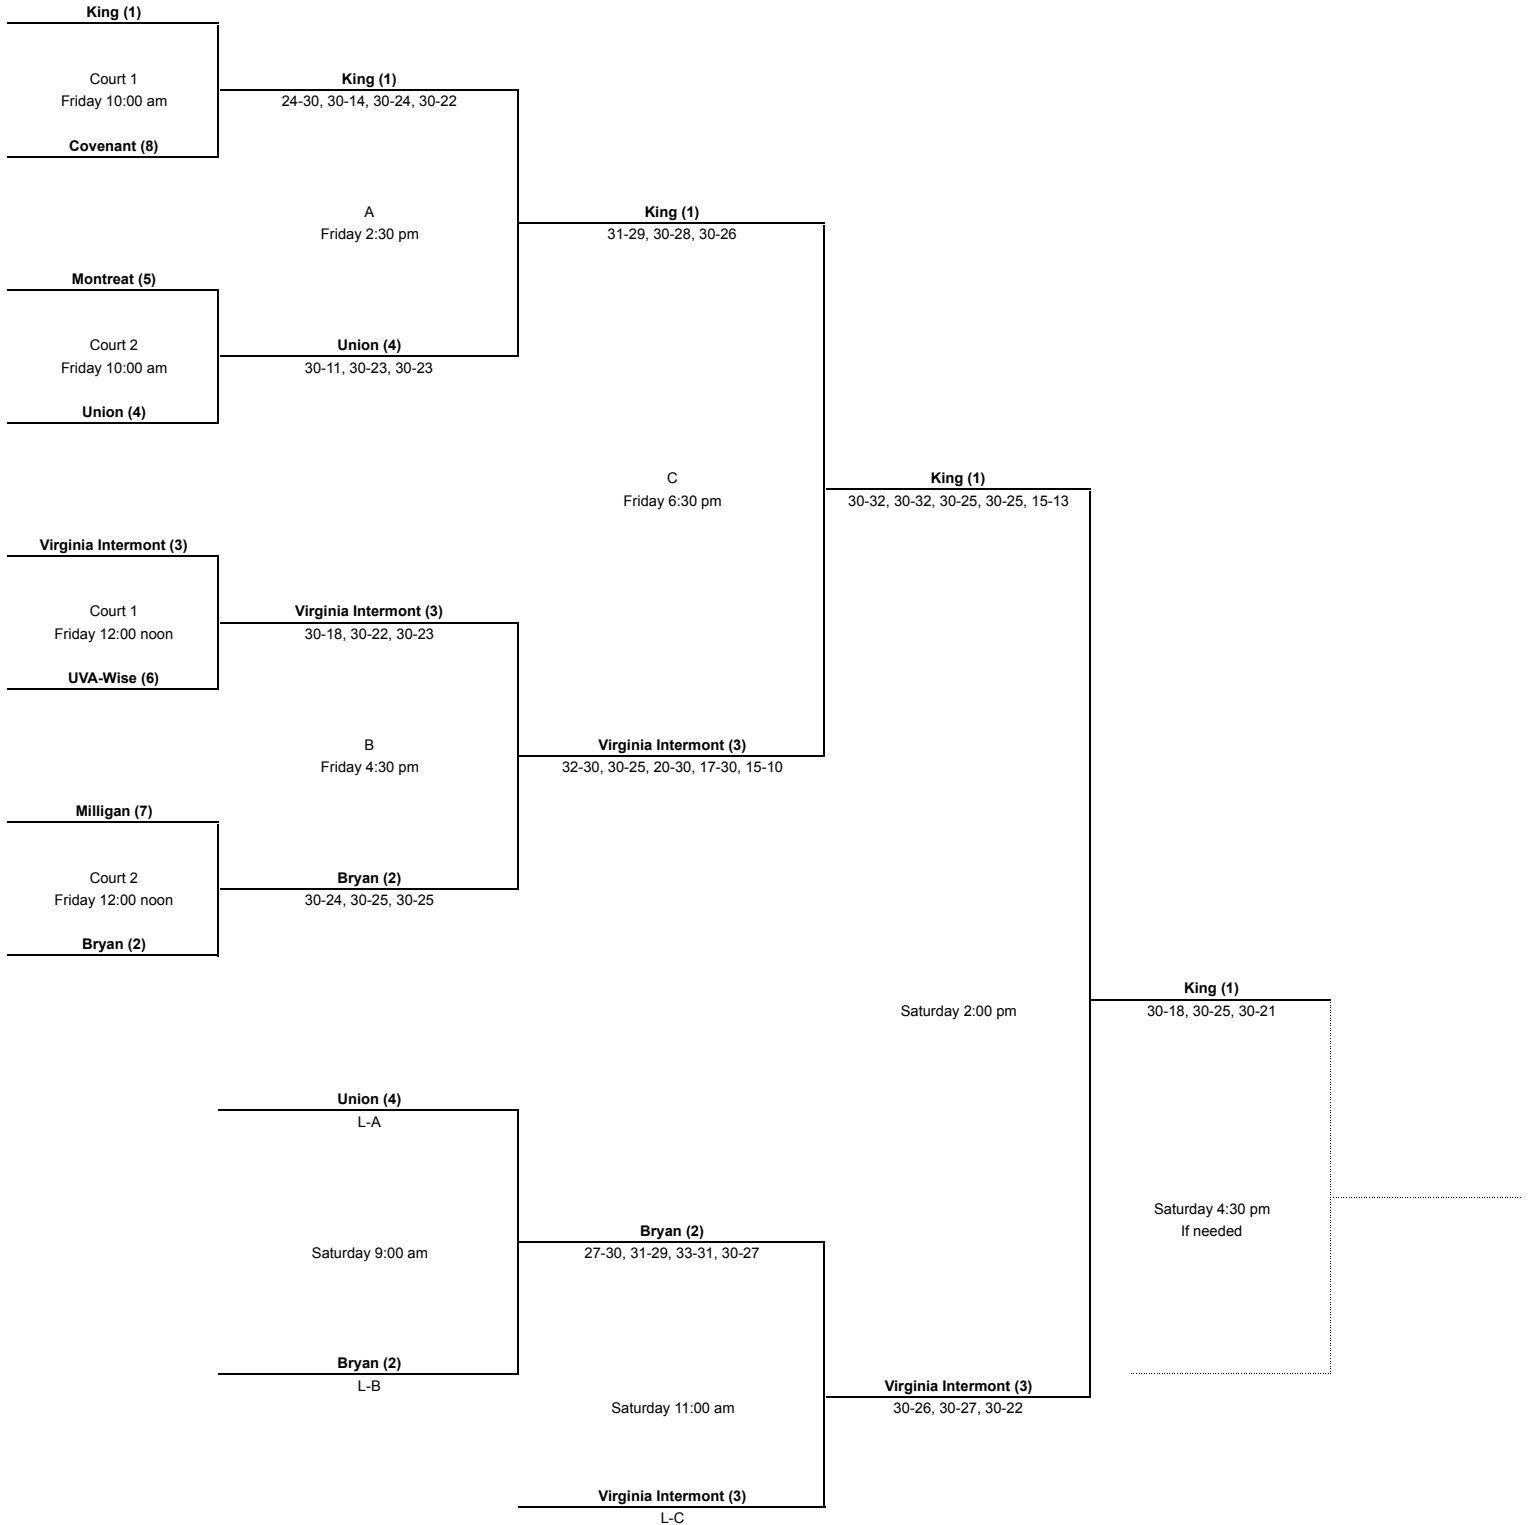 King (1)
Court 1
Friday 10:00 am
Covenant (8)
King (1)
24-30, 30-14, 30-24, 30-22
A
Friday 2:30 pm
Montreat (5)
Court 2
Friday 10:00 am
Union (4)
Union (4)
30-11, 30-23, 30-23
King (1)
31-29, 30-28, 30-26
C
Friday 6:30 pm
King (1)
30-32, 30-32, 30-25, 30-25, 15-13
Virginia Intermont (3)
Court 1
Friday 12:00 noon
UVA-Wise (6)
Virginia Intermont (3)
30-18, 30-22, 30-23
B
Friday 4:30 pm
Virginia Intermont (3)
32-30, 30-25, 20-30, 17-30, 15-10
Milligan (7)
Court 2
Friday 12:00 noon
Bryan (2)
Bryan (2)
30-24, 30-25, 30-25
Saturday 2:00 pm
King (1)
30-18, 30-25, 30-21
Union (4)
L-A
Saturday 9:00 am
Bryan (2)
L-B
Bryan (2)
27-30, 31-29, 33-31, 30-27
Saturday 11:00 am
Virginia Intermont (3)
L-C
Virginia Intermont (3)
30-26, 30-27, 30-22
Saturday 4:30 pm
If needed